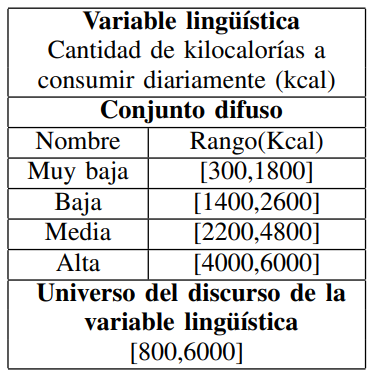 Variable lingüística
Cantidad de kilocalorías a
consumir diariamente (kcal)
Conjunto difuso
Nombre Rango(Kcal)
Muy baja [300,1800]
Baja [1400,2600]
Media [2200,4800]
Alta [4000,6000]
Universo del discurso de la
variable lingüística
[800,6000]